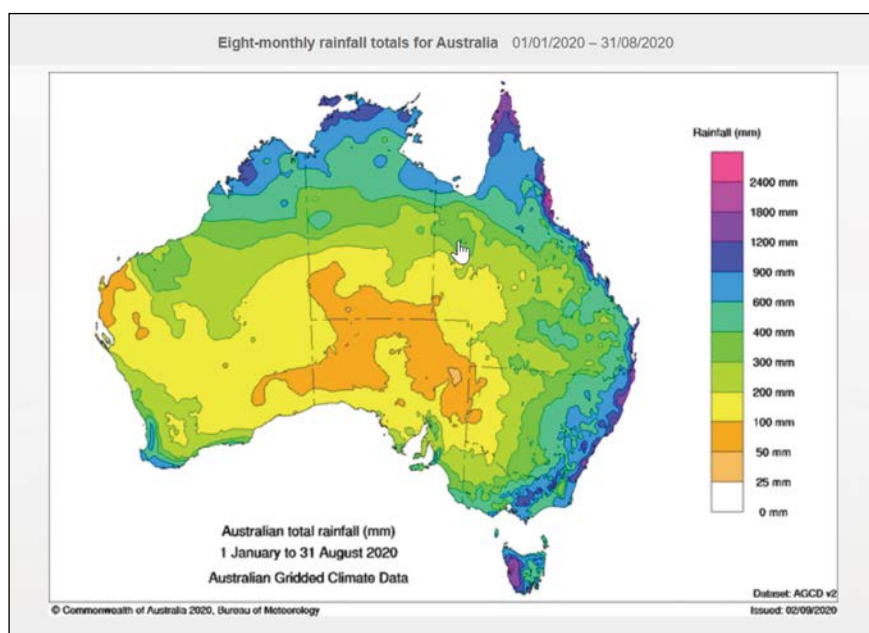 Eight-monthly rainfall totals for Australia 01/01/2020 – 31/08/2020
Rainfall (mm)
2400 mm
1800 mm
1200 mm
900 mm
600 mm
400 mm
300 mm
200 mm
100 mm
50 mm
25 mm
0 mm
Australian total rainfall (mm)
1 January to 31 August 2020
Australian Gridded Climate Data
Dataset: AGCD v2
© Commonwealth of Australia 2020, Bureau of Meteorology
Issued: 02/09/2020